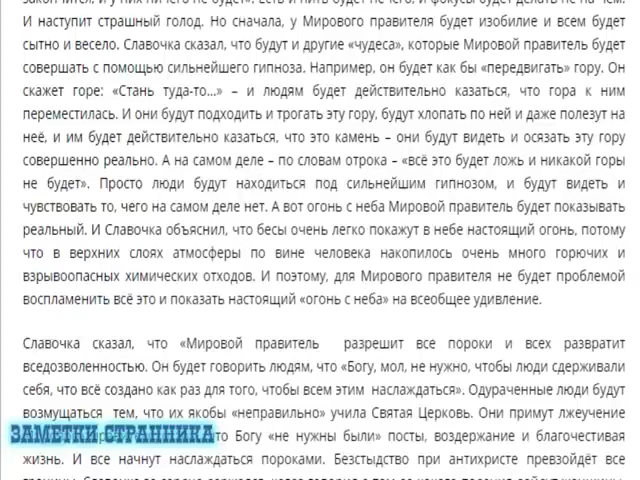 И наступит страшный голод. Но сначала, у Мирового правителя будет изобилие и всем будет
сытно и весело. Славочка сказал, что будут и другие «чудеса», которые Мировой правитель будет
совершать с помощью сильнейшего гипноза. Например, он будет как бы «передвигать» гору. Он
скажет горе: «Стань туда-то...» – и людям будет действительно казаться, что гора к ним
переместилась. И они будут подходить и трогать эту гору, будут хлопать по ней и даже полезут на
неё, и им будет действительно казаться, что это камень – они будут видеть и осязать эту гору
совершенно реально. А на самом деле – по словам отрока – «всё это будет ложь и никакой горы
не будет». Просто люди будут находиться под сильнейшим гипнозом, и будут видеть и
чувствовать то, чего на самом деле нет. А вот огонь с неба Мировой правитель будет показывать
реальный. И Славочка объяснил, что бесы очень легко покажут в небе настоящий огонь, потому
что в верхних слоях атмосферы по вине человека накопилось очень много горючих и
взрывоопасных химических отходов. И поэтому, для Мирового правителя не будет проблемой
воспламенить всё это и показать настоящий «огонь с неба» на всеобщее удивление.
Славочка сказал, что «Мировой правитель разрешит все пороки и всех развратит
вседозволенностью. Он будет говорить людям, что «Богу, мол, не нужно, чтобы люди сдерживали
себя, что всё создано как раз для того, чтобы всем этим наслаждаться». Одураченные люди будут
возмущаться тем, что их якобы «неправильно» учила Святая Церковь. Они примут лжеучение
ЗАМЕТКИ СТРАННИКА
что Богу «не нужны были» посты, воздержание и благочестивая
жизнь. И все начнут наслаждаться пороками. Бесстыдство при антихристе превзойдёт все